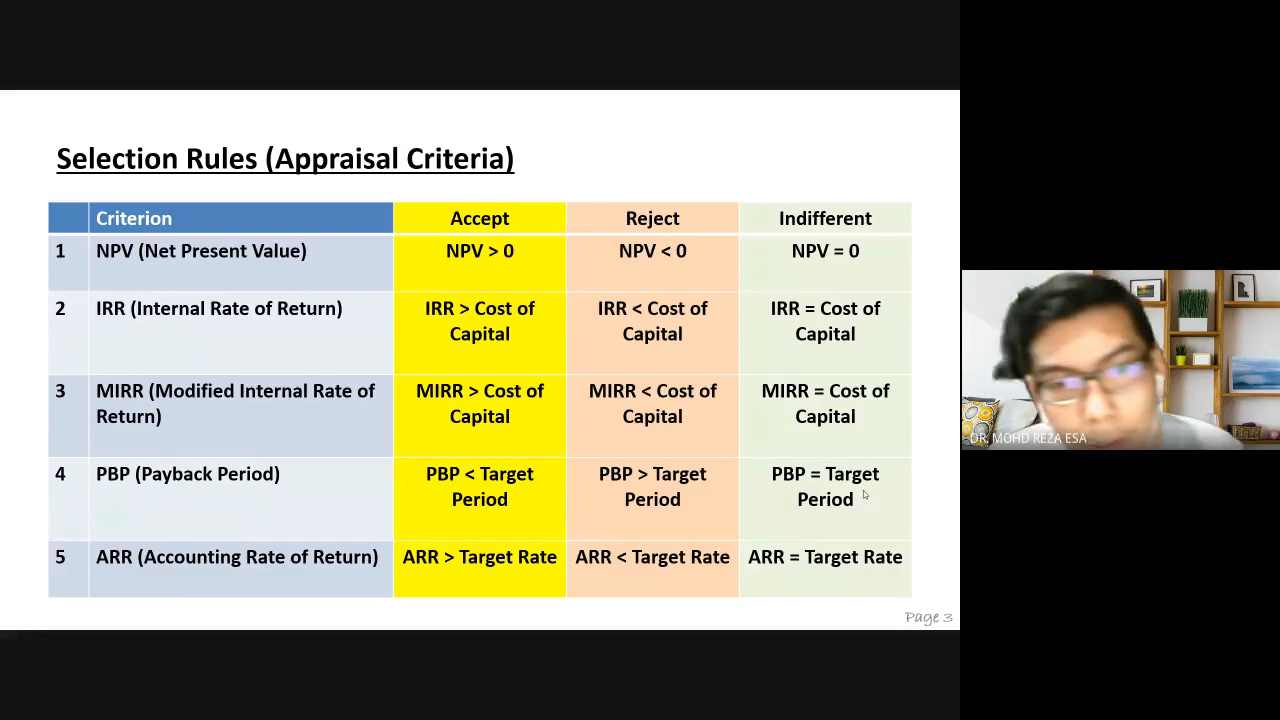 Selection Rules (Appraisal Criteria)
Criterion Accept Reject Indifferent
1 NPV (Net Present Value) NPV > 0 NPV < 0 NPV = 0
2 IRR (Internal Rate of Return) IRR > Cost of IRR < Cost of IRR = Cost of
Capital Capital Capital
3 MIRR (Modified Internal Rate of MIRR > Cost of MIRR < Cost of MIRR = Cost of
Return) Capital Capital Capital
4 PBP (Payback Period) PBP < Target PBP > Target PBP = Target
Period Period Period
5 ARR (Accounting Rate of Return) ARR > Target Rate ARR < Target Rate ARR = Target Rate
Page 3
DR. MOHD REZA ESA